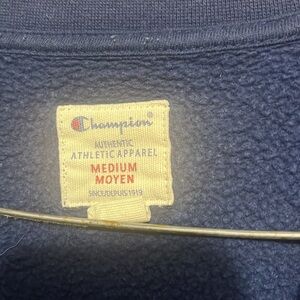 Champion
AUTHENTIC
ATHLETIC APPAREL
MEDIUM
MOYEN
SINCE/DEPUIS 1919